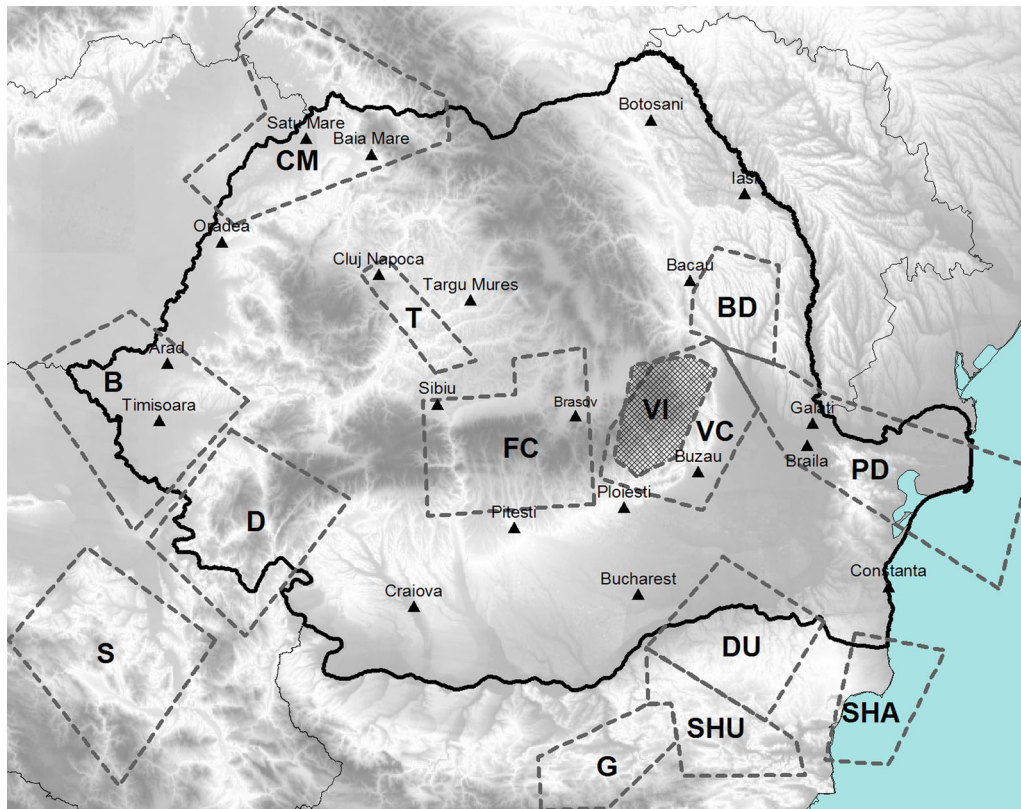 Botosani
Satu Mare
Baia Mare
CM
Iasi
Oradea
Cluj Napoca
Bacau
Targu Mures
BD
T
Arad
B
Sibiu
Brasov
VI
Timisoara
Galati
VC
FC
Braila
PD
Buzau
Ploiesti
Pitesti
D
Constanta
Bucharest
Craiova
DU
S
SHA
SHU
G